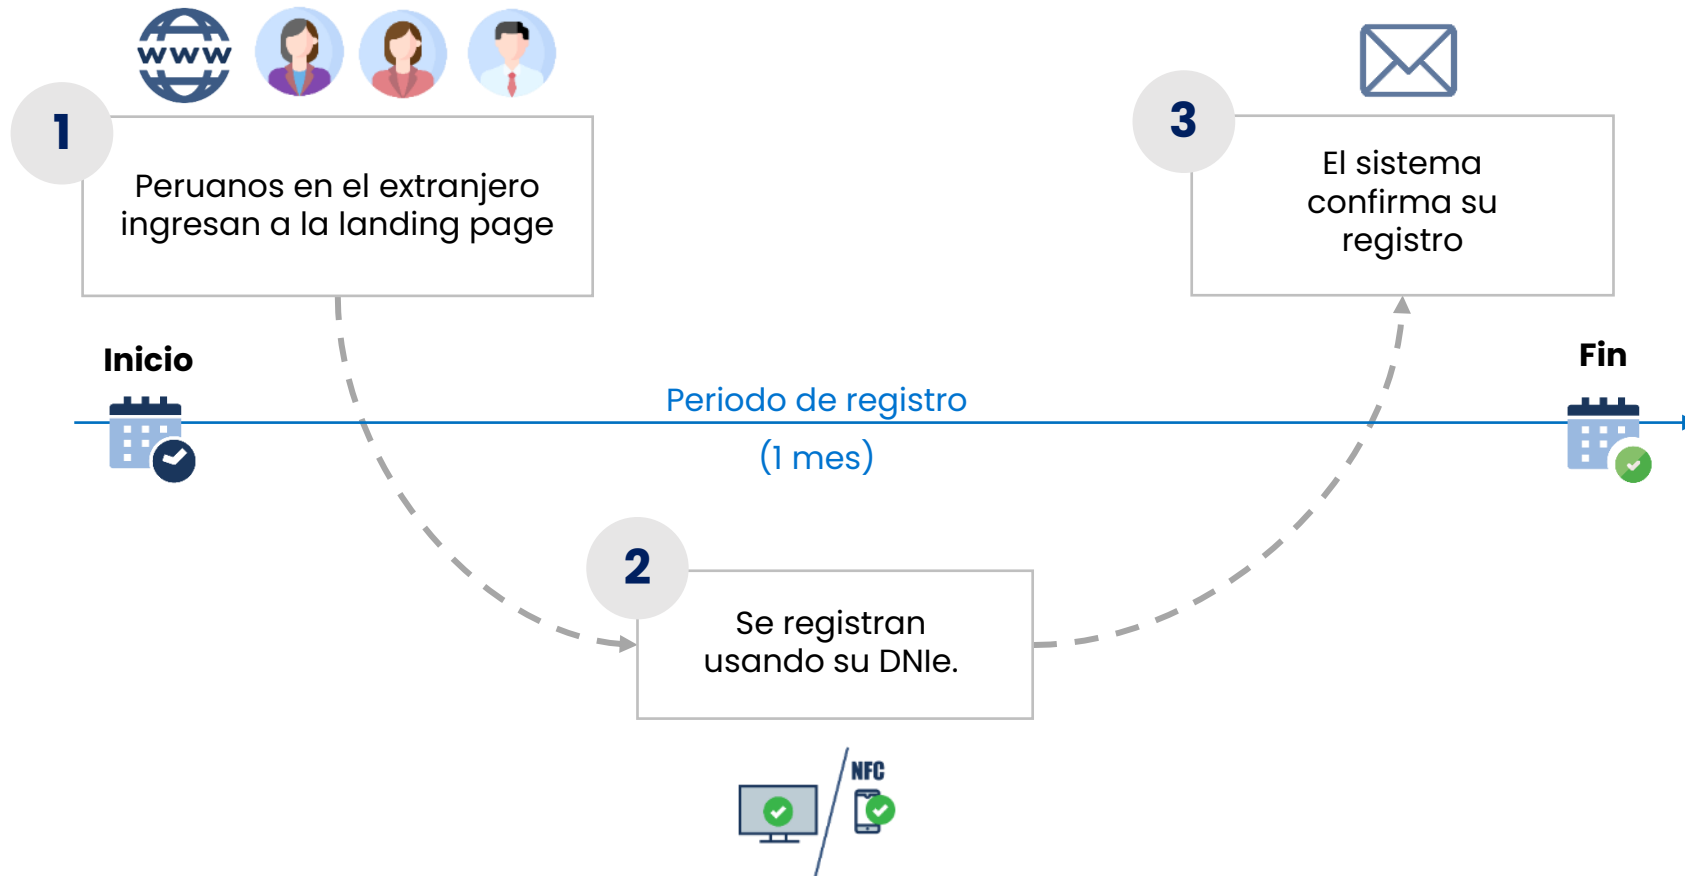 www
1
Peruanos en el extranjero
ingresan a la landing page
3
El sistema
confirma su
registro
Inicio
Fin
Periodo de registro
(1 mes)
2
Se registran
usando su DNIe.
NFC